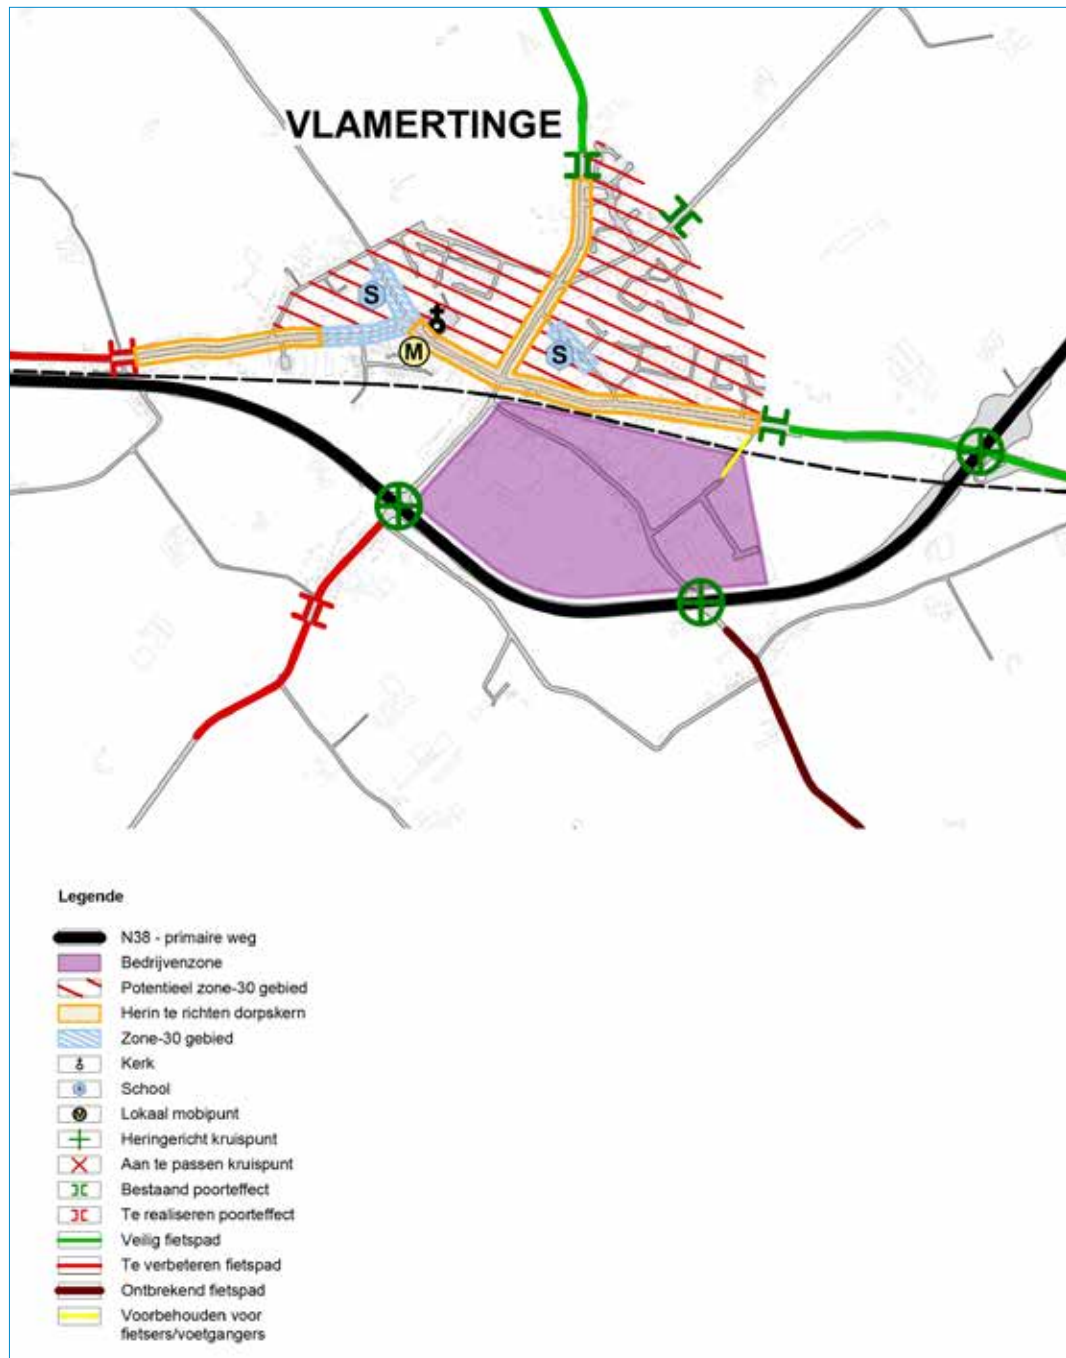 VLAMERTINGE
S
M
S
Legende
N38 - primaire weg
Bedrijvenzone
Potentieel zone-30 gebied
Herin te richten dorpskern
Zone-30 gebied
Kerk
School
M Lokaal mobipunt
Heringericht kruispunt
Aan te passen kruispunt
Bestaand poorteffect
Te realiseren poorteffect
Veilig fietspad
Te verbeteren fietspad
Ontbrekend fietspad
Voorbehouden voor
fietsers/voetgangers